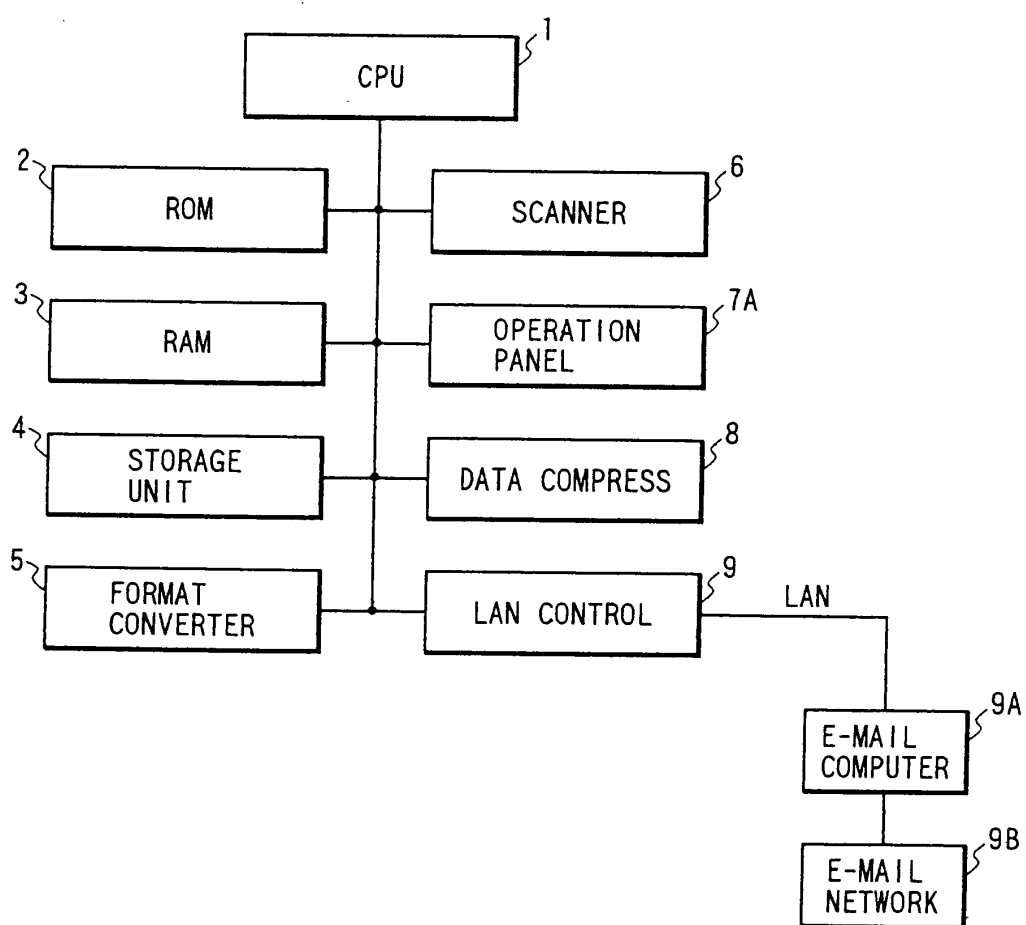 1
CPU
2
ROM
6
SCANNER
3
RAM
7A
OPERATION
PANEL
4
STORAGE
UNIT
8
DATA COMPRESS
5
FORMAT
CONVERTER
9
LAN CONTROL
LAN
9A
E-MAIL
COMPUTER
9B
E-MAIL
NETWORK